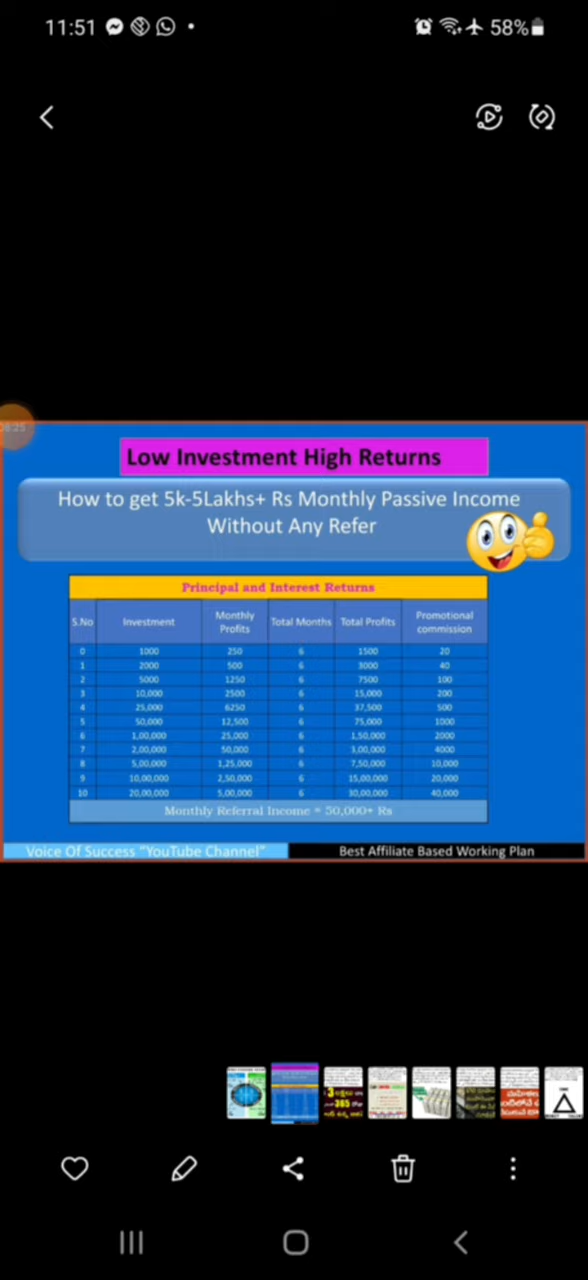 11:51
58%
08:25
Low Investment High Returns
How to get 5k-5Lakhs+ Rs Monthly Passive Income
Without Any Refer
Principal and Interest Returns
S.No Investment Monthly Profits Total Months Total Profits Promotional commission
0 1000 250 6 1500 20
1 2000 500 6 3000 40
2 5000 1250 6 7500 100
3 10,000 2500 6 15,000 200
4 25,000 6250 6 37,500 500
5 50,000 12,500 6 75,000 1000
6 1,00,000 25,000 6 1,50,000 2000
7 2,00,000 50,000 6 3,00,000 4000
8 5,00,000 1,25,000 6 7,50,000 10,000
9 10,00,000 2,50,000 6 15,00,000 20,000
10 20,00,000 5,00,000 6 30,00,000 40,000
Monthly Referral Income = 50,000+ Rs
Voice Of Success "YouTube Channel"
Best Affiliate Based Working Plan